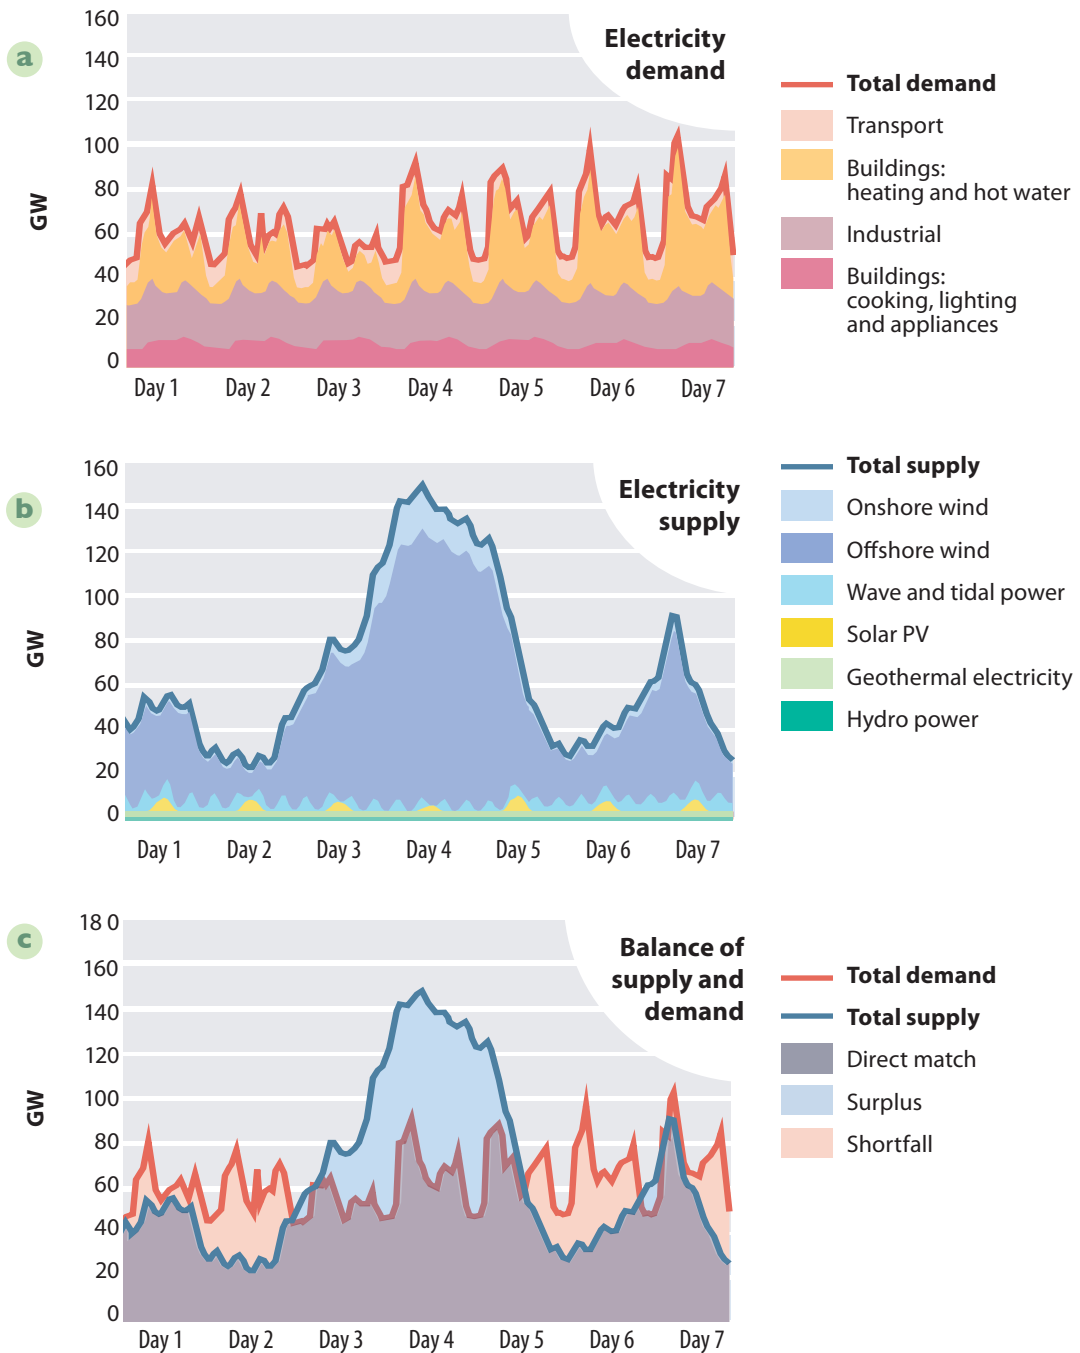 a
Electricity
demand
GW
160
140
120
100
80
60
40
20
0
Day 1 Day 2 Day 3 Day 4 Day 5 Day 6 Day 7
Total demand
Transport
Buildings:
heating and hot water
Industrial
Buildings:
cooking, lighting
and appliances
b
Electricity
supply
GW
160
140
120
100
80
60
40
20
0
Day 1 Day 2 Day 3 Day 4 Day 5 Day 6 Day 7
Total supply
Onshore wind
Offshore wind
Wave and tidal power
Solar PV
Geothermal electricity
Hydro power
c
Balance of
supply and
demand
GW
18 0
160
140
120
100
80
60
40
20
0
Day 1 Day 2 Day 3 Day 4 Day 5 Day 6 Day 7
Total demand
Total supply
Direct match
Surplus
Shortfall